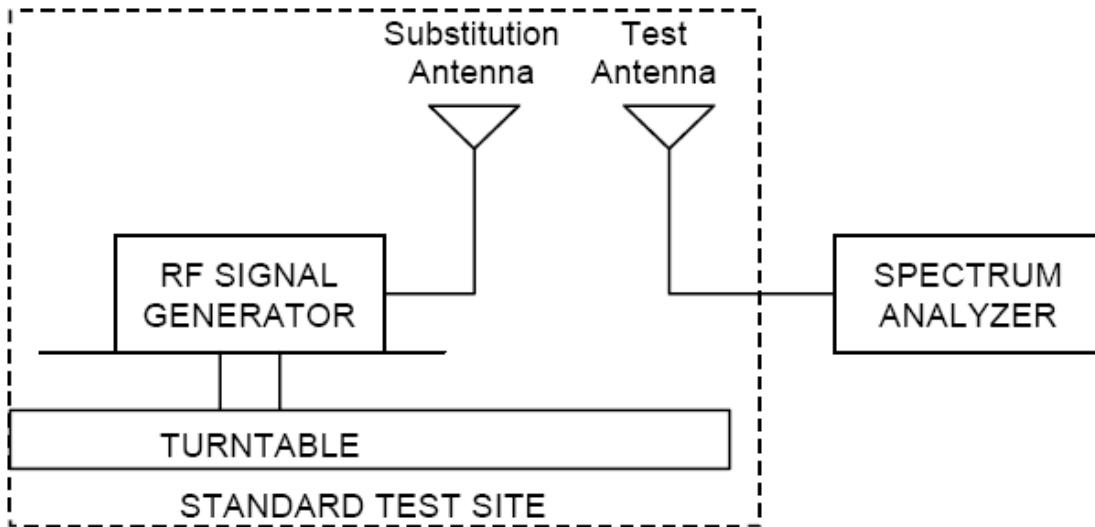 Substitution
Antenna
Test
Antenna
RF SIGNAL
GENERATOR
SPECTRUM
ANALYZER
TURNTABLE
STANDARD TEST SITE